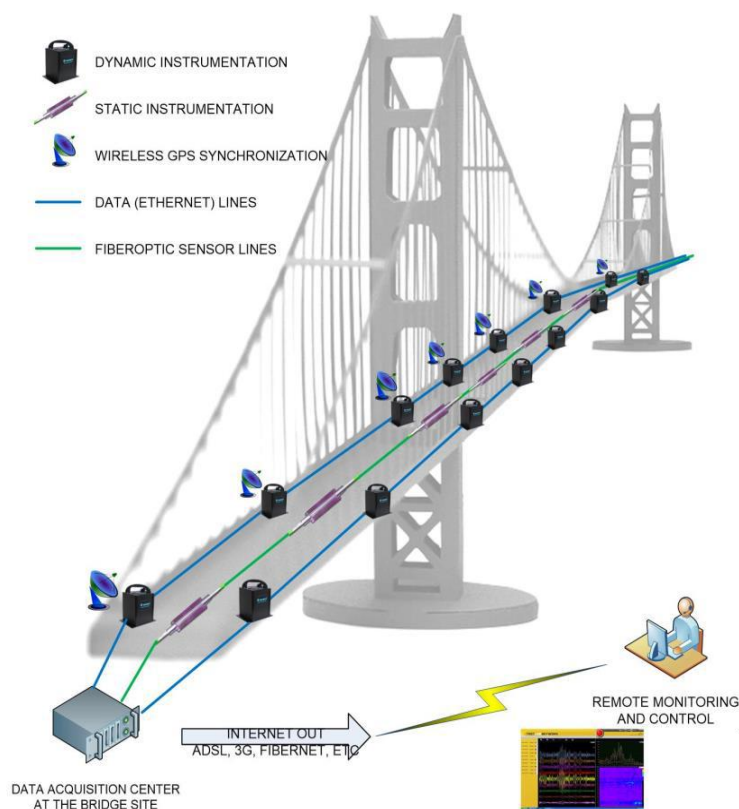 DYNAMIC INSTRUMENTATION
STATIC INSTRUMENTATION
WIRELESS GPS SYNCHRONIZATION
DATA (ETHERNET) LINES
FIBEROPTIC SENSOR LINES
REMOTE MONITORING
AND CONTROL
INTERNET OUT
ADSL, 3G, FIBERNET, ETC
DATA ACQUISITION CENTER
AT THE BRIDGE SITE